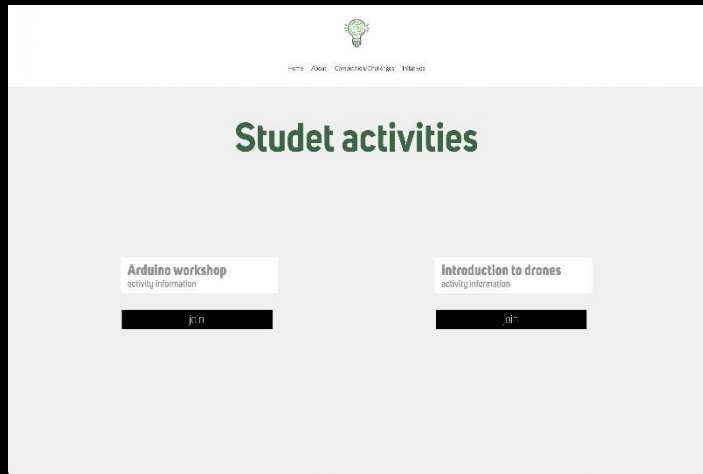 Home About Competition/Challenges Initiatives
Studet activities
Arduino workshop
activity information
join
Introduction to drones
activity information
join